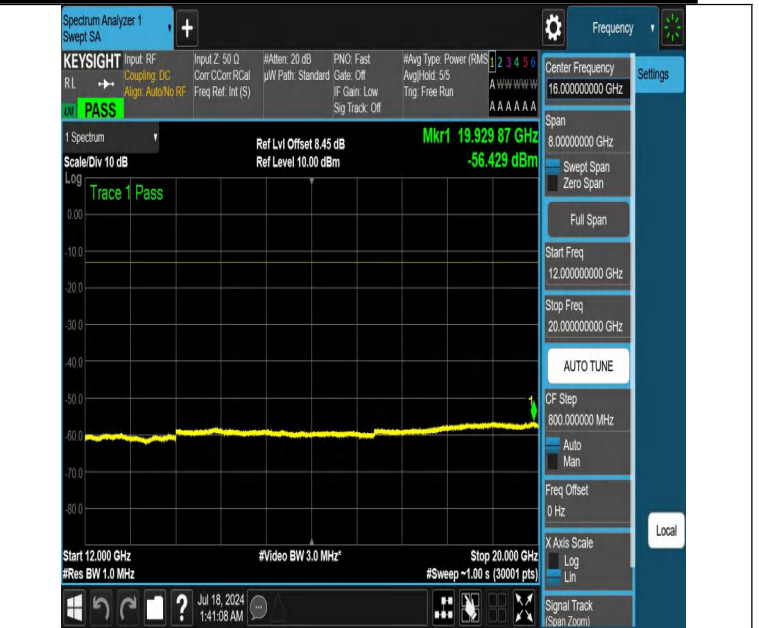 Spectrum Analyzer 1
Swept SA
+
Frequency
KEYSIGHT
RL
PASS
Input: RF
Coupling: DC
Align: Auto/No RF
Input Z: 50 Ω
Corr CCorr RCal
Freq Ref: Int (S)
#Atten: 20 dB
µW Path: Standard
PNO: Fast
Gate: Off
IF Gain: Low
Sig Track: Off
#Avg Type: Power (RMS
Avg|Hold: 5/5
Trig: Free Run
1 2 3 4 5 6
A W W W W W
A A A A A A
1 Spectrum
Scale/Div 10 dB
Log
Ref Lvl Offset 8.45 dB
Ref Level 10.00 dBm
Mkr1 19.929 87 GHz
-56.429 dBm
Trace 1 Pass
0.00
-10.0
-20.0
-30.0
-40.0
-50.0
-60.0
-70.0
-80.0
1
Start 12.000 GHz
#Res BW 1.0 MHz
#Video BW 3.0 MHz*
Stop 20.000 GHz
#Sweep ~1.00 s (30001 pts)
?
Jul 18, 2024
1:41:08 AM
Settings
Center Frequency
16.000000000 GHz
Span
8.00000000 GHz
Swept Span
Zero Span
Full Span
Start Freq
12.000000000 GHz
Stop Freq
20.000000000 GHz
AUTO TUNE
CF Step
800.000000 MHz
Auto
Man
Freq Offset
0 Hz
X Axis Scale
Log
Lin
Signal Track
(Span Zoom)
Local